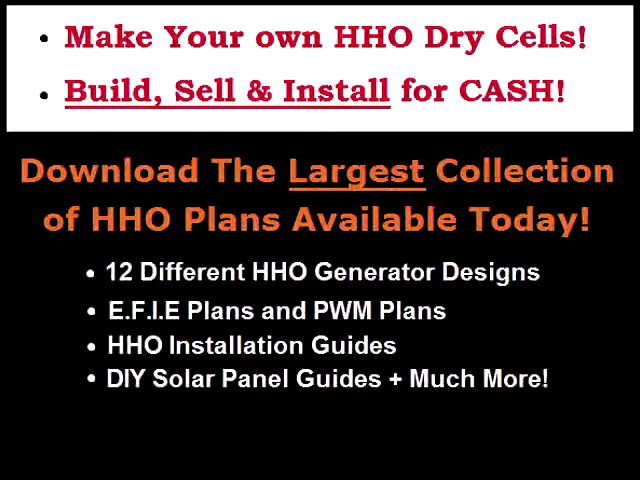 • Make Your own HHO Dry Cells!
• Build, Sell & Install for CASH!
Download The Largest Collection
of HHO Plans Available Today!
• 12 Different HHO Generator Designs
• E.F.I.E Plans and PWM Plans
• HHO Installation Guides
• DIY Solar Panel Guides + Much More!